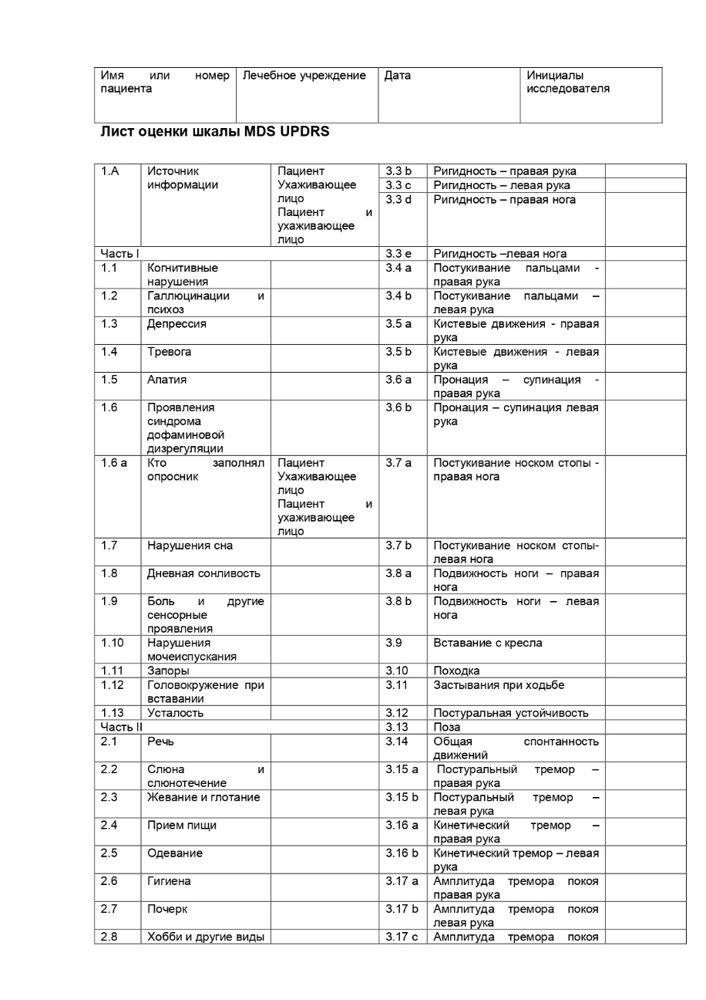 Имя или номер
пациента
Лечебное учреждение
Дата
Инициалы
исследователя
Лист оценки шкалы MDS UPDRS
1.A
Источник
информации
Пациент
Ухаживающее
лицо
Пациент и
ухаживающее
лицо
3.3 b
Ригидность – правая рука
3.3 c
Ригидность – левая рука
3.3 d
Ригидность – правая нога
Часть I
3.3 e
Ригидность –левая нога
1.1
Когнитивные
нарушения
3.4 a
Постукивание пальцами -
правая рука
1.2
Галлюцинации и
психоз
3.4 b
Постукивание пальцами –
левая рука
1.3
Депрессия
3.5 a
Кистевые движения - правая
рука
1.4
Тревога
3.5 b
Кистевые движения - левая
рука
1.5
Апатия
3.6 a
Пронация – супинация -
правая рука
1.6
Проявления
синдрома
дофаминовой
дизрегуляции
3.6 b
Пронация – супинация левая
рука
1.6 a
Кто заполнял
опросник
Пациент
Ухаживающее
лицо
Пациент и
ухаживающее
лицо
3.7 a
Постукивание носком стопы -
правая нога
1.7
Нарушения сна
3.7 b
Постукивание носком стопы-
левая нога
1.8
Дневная сонливость
3.8 a
Подвижность ноги – правая
нога
1.9
Боль и другие
сенсорные
проявления
3.8 b
Подвижность ноги – левая
нога
1.10
Нарушения
мочеиспускания
3.9
Вставание с кресла
1.11
Запоры
3.10
Походка
1.12
Головокружение при
вставании
3.11
Застывания при ходьбе
1.13
Усталость
3.12
Постуральная устойчивость
Часть II
3.13
Поза
2.1
Речь
3.14
Общая спонтанность
движений
2.2
Слюна и
слюнотечение
3.15 a
Постуральный тремор –
правая рука
2.3
Жевание и глотание
3.15 b
Постуральный тремор –
левая рука
2.4
Прием пищи
3.16 a
Кинетический тремор –
правая рука
2.5
Одевание
3.16 b
Кинетический тремор – левая
рука
2.6
Гигиена
3.17 a
Амплитуда тремора покоя
правая рука
2.7
Почерк
3.17 b
Амплитуда тремора покоя
левая рука
2.8
Хобби и другие виды
3.17 c
Амплитуда тремора покоя